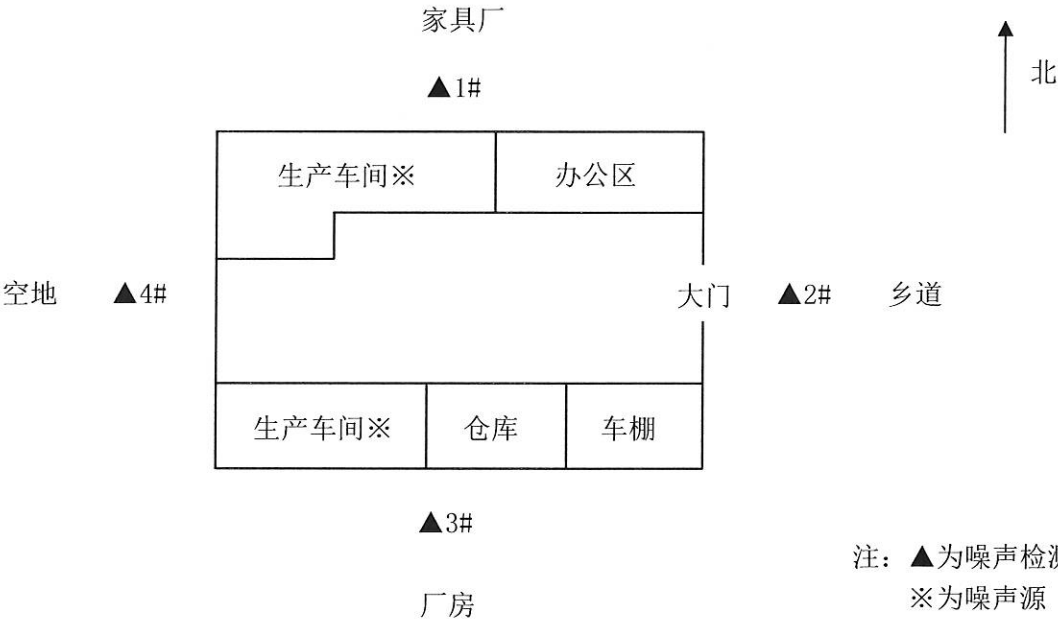 家具厂
▲1#
北
生产车间※
办公区
空地
▲4#
大门
▲2#
乡道
生产车间※
仓库
车棚
▲3#
注：▲为噪声检测
※为噪声源
厂房